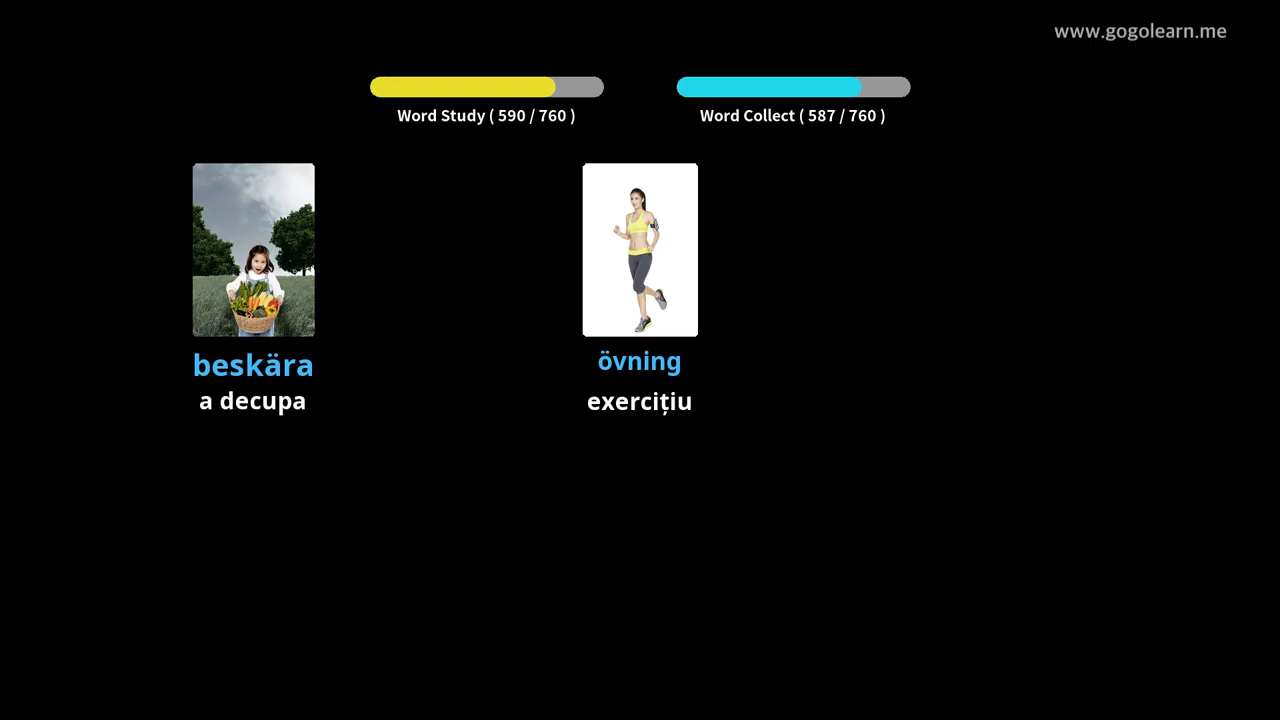 www.gogolearn.me
Word Study ( 590 / 760 )
Word Collect ( 587 / 760 )
beskära
a decupa
övning
exercițiu